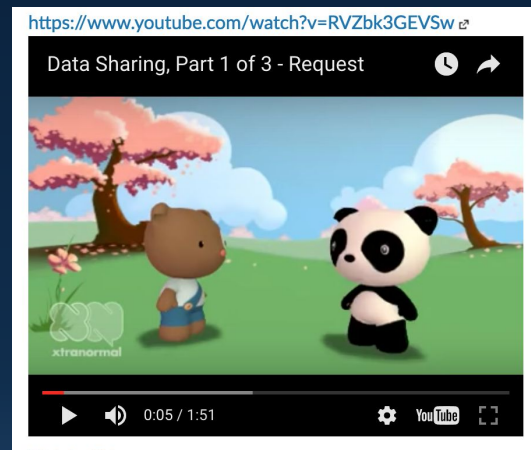 https://www.youtube.com/watch?v=RVZbk3GEVSw
Data Sharing, Part 1 of 3 - Request
xtranormal
0:05 / 1:51
YouTube